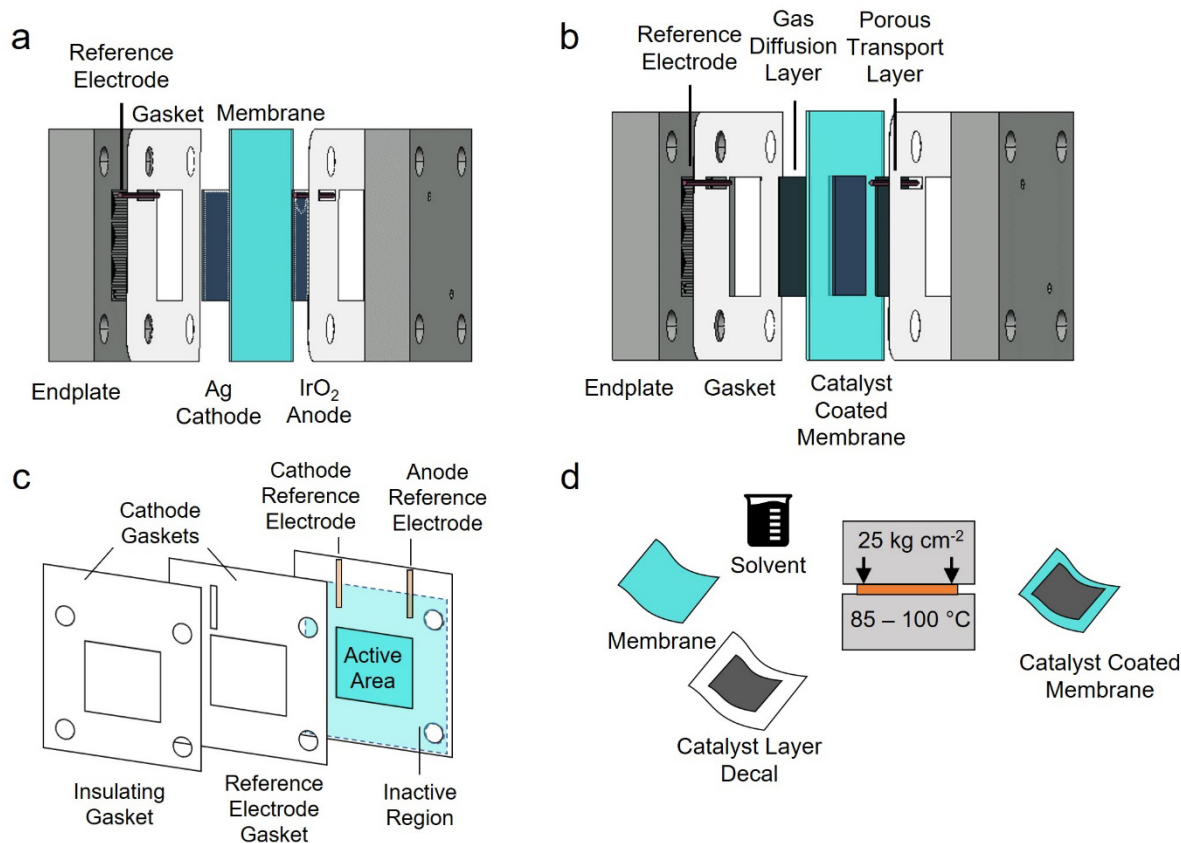 a
Reference
Electrode
Gasket
Membrane
Endplate
Ag
Cathode
IrO₂
Anode
b
Reference
Electrode
Gas
Diffusion
Layer
Porous
Transport
Layer
Endplate
Gasket
Catalyst
Coated
Membrane
c
Cathode
Gaskets
Cathode
Reference
Electrode
Anode
Reference
Electrode
Active
Area
Insulating
Gasket
Reference
Electrode
Gasket
Inactive
Region
d
Membrane
Solvent
Catalyst Layer
Decal
25 kg cm⁻²
85 – 100 °C
Catalyst Coated
Membrane